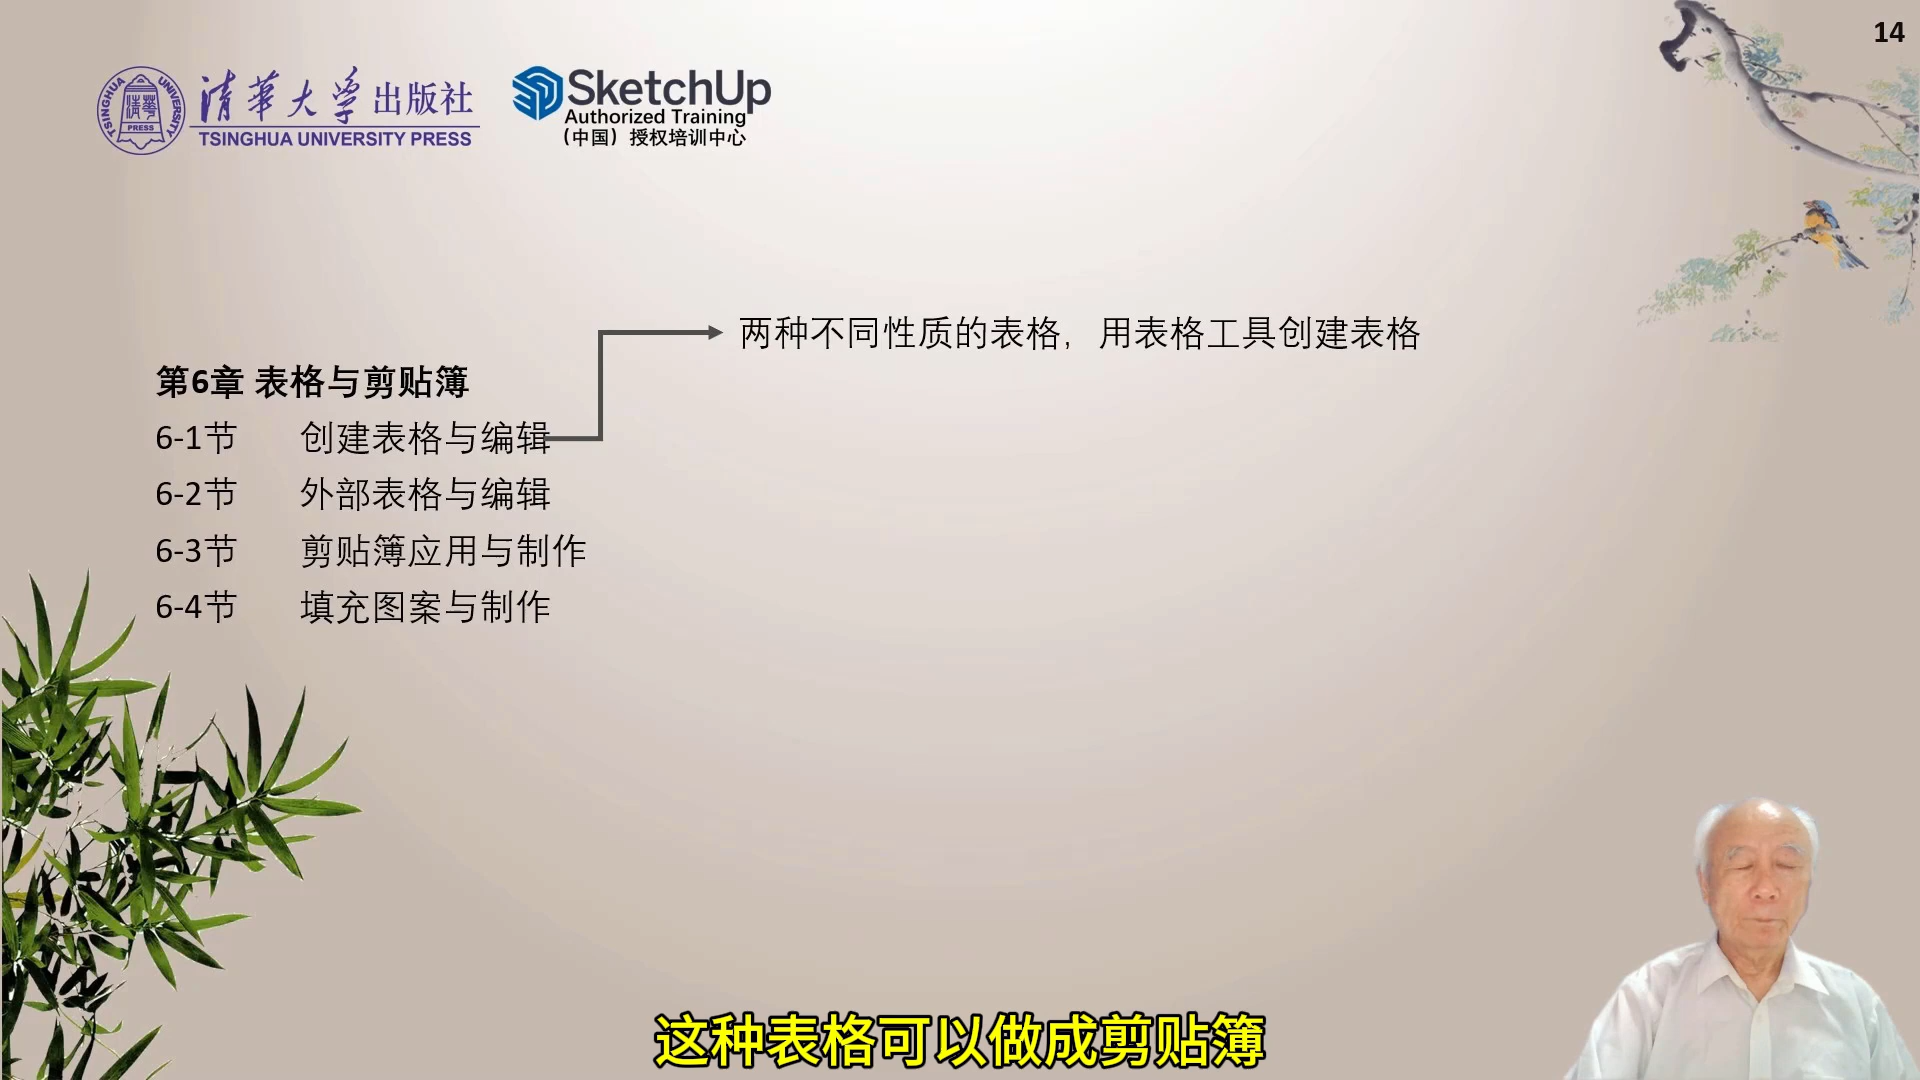 14
清華大学出版社
TSINGHUA UNIVERSITY PRESS
TSINGHUA UNIVERSITY
清華
PRESS
SketchUp
Authorized Training
（中国）授权培训中心
两种不同性质的表格，用表格工具创建表格
第6章 表格与剪贴簿
6-1节 创建表格与编辑
6-2节 外部表格与编辑
6-3节 剪贴簿应用与制作
6-4节 填充图案与制作
这种表格可以做成剪贴簿